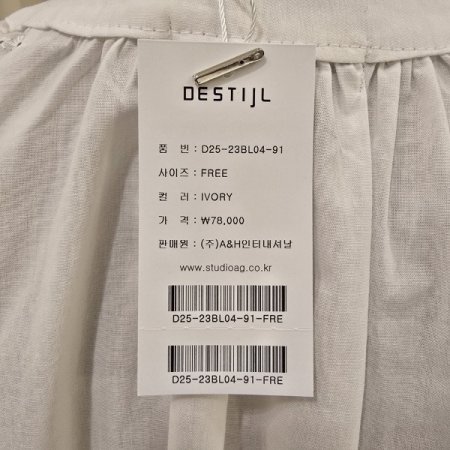 DESTIJL
품 번 : D25-23BL04-91
사이즈 : FREE
컬 러 : IVORY
가 격 : ₩78,000
판매원 : (주)A&H인터내셔날
www.studioag.co.kr
D25-23BL04-91-FRE
D25-23BL04-91-FRE